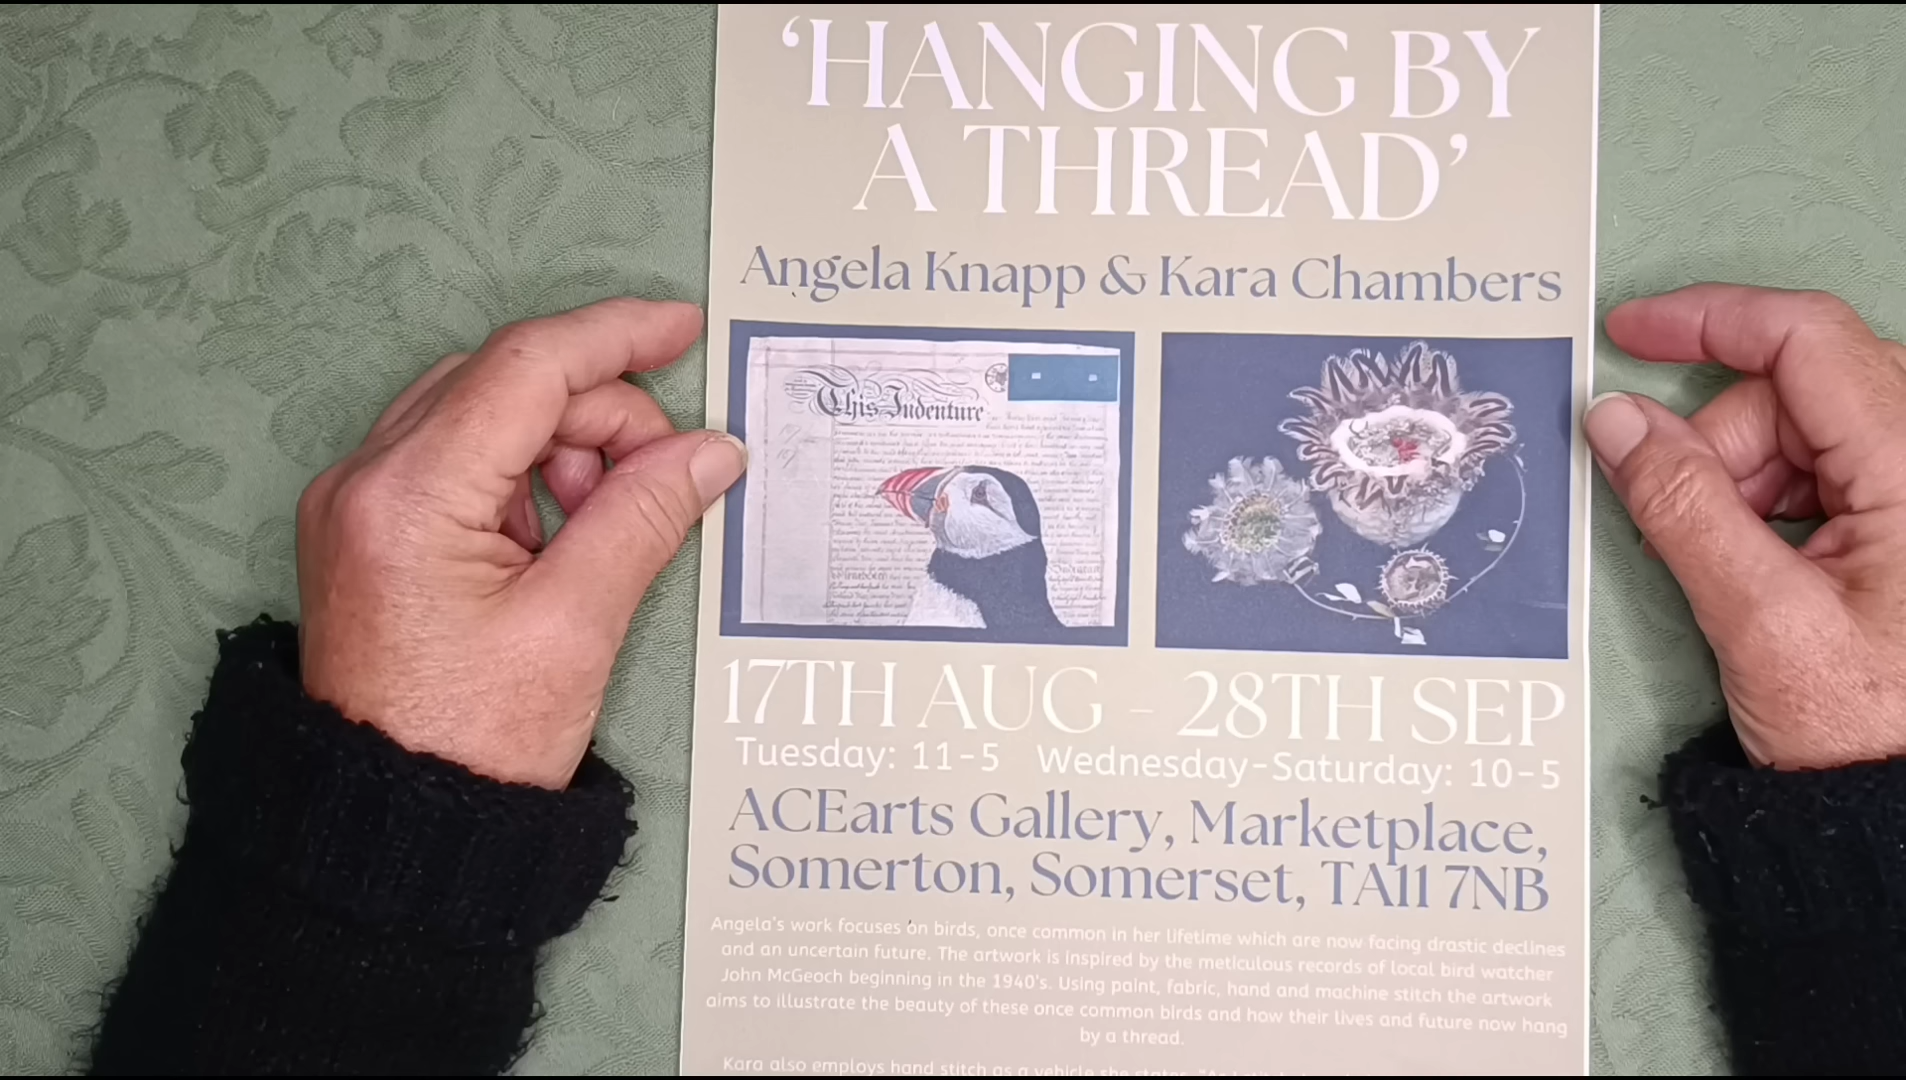 ‘HANGING BY
A THREAD’
Angela Knapp & Kara Chambers
This Indenture
17TH AUG - 28TH SEP
Tuesday: 11-5 Wednesday-Saturday: 10-5
ACEarts Gallery, Marketplace,
Somerton, Somerset, TA11 7NB
Angela's work focuses on birds, once common in her lifetime which are now facing drastic declines
and an uncertain future. The artwork is inspired by the meticulous records of local bird watcher
John McGeoch beginning in the 1940's. Using paint, fabric, hand and machine stitch the artwork
aims to illustrate the beauty of these once common birds and how their lives and future now hang
by a thread.
Kara also employs hand stitch as a vehicle she states,